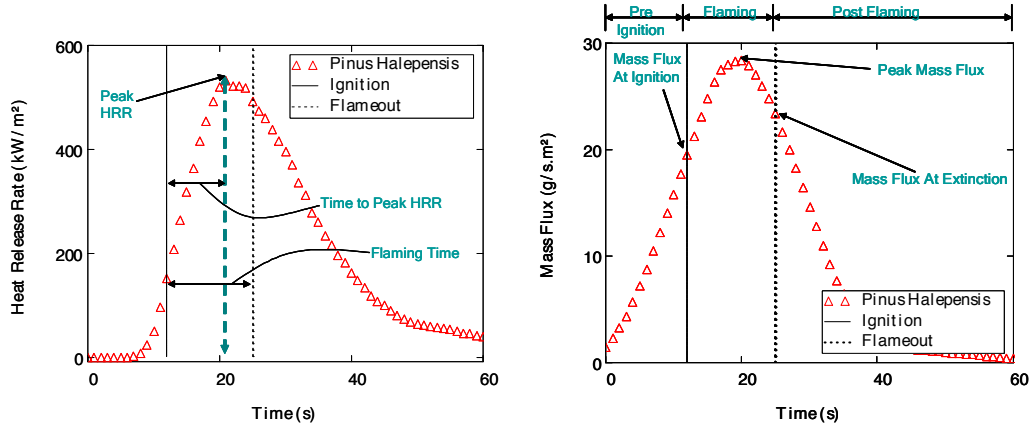 600
400
200
0
Heat Release Rate (kW/m²)
Peak
HRR
Pinus Halepensis
Ignition
Flameout
Time to Peak HRR
Flaming Time
0
20
40
60
Time (s)
Pre
Ignition
Flaming
Post Flaming
30
20
10
0
Mass Flux (g/s.m²)
Mass Flux
At Ignition
Peak Mass Flux
Mass Flux At Extinction
Pinus Halepensis
Ignition
Flameout
0
20
40
60
Time (s)